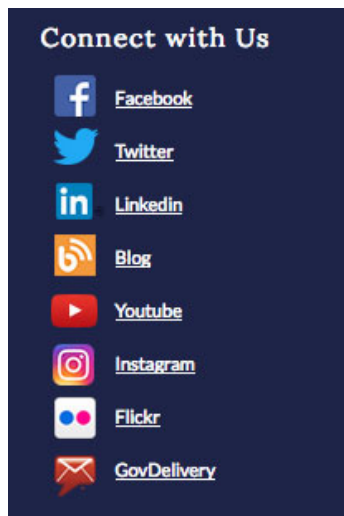 Connect with Us
Facebook
Twitter
Linkedin
Blog
Youtube
Instagram
Flickr
GovDelivery